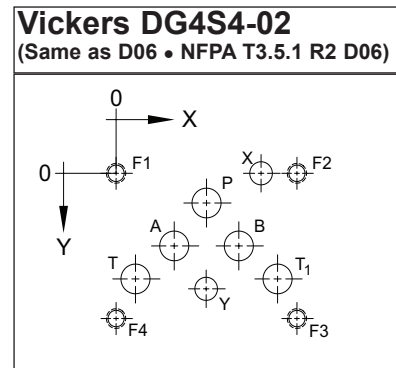 Vickers DG4S4-02
(Same as D06 • NFPA T3.5.1 R2 D06)
0
X
0
F1
X
F2
P
Y
A
B
T
T1
Y
F4
F3